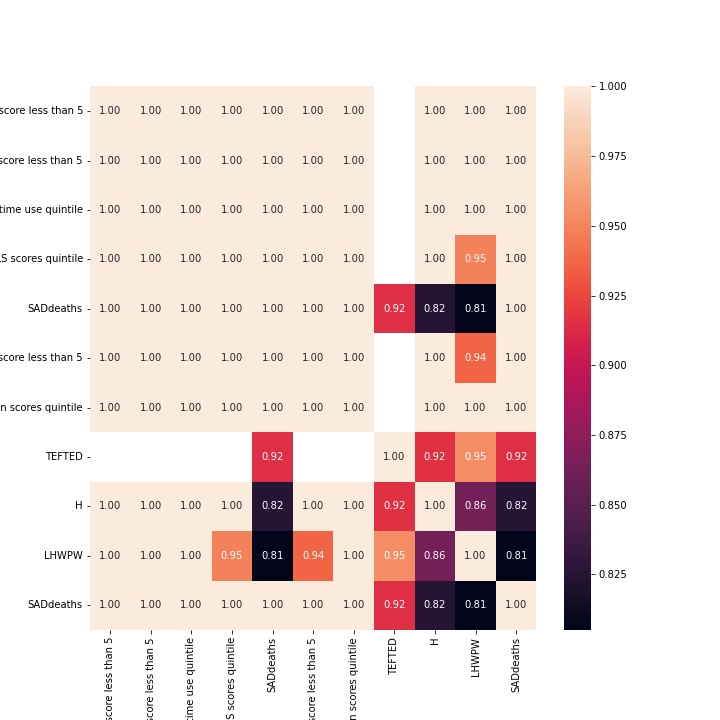 score less than 5 1.00 1.00 1.00 1.00 1.00 1.00 1.00 1.00 1.00 1.00 1.000
score less than 5 1.00 1.00 1.00 1.00 1.00 1.00 1.00 1.00 1.00 1.00 0.975
time use quintile 1.00 1.00 1.00 1.00 1.00 1.00 1.00 1.00 1.00 1.00 0.950
S scores quintile 1.00 1.00 1.00 1.00 1.00 1.00 1.00 1.00 0.95 1.00
SADdeaths 1.00 1.00 1.00 1.00 1.00 1.00 1.00 0.92 0.82 0.81 1.00 0.925
score less than 5 1.00 1.00 1.00 1.00 1.00 1.00 1.00 1.00 0.94 1.00 0.900
n scores quintile 1.00 1.00 1.00 1.00 1.00 1.00 1.00 1.00 1.00 1.00 0.875
TEFTED 0.92 1.00 0.92 0.95 0.92
H 1.00 1.00 1.00 1.00 0.82 1.00 1.00 0.92 1.00 0.86 0.82 0.850
LHWPW 1.00 1.00 1.00 0.95 0.81 0.94 1.00 0.95 0.86 1.00 0.81 0.825
SADdeaths 1.00 1.00 1.00 1.00 1.00 1.00 1.00 0.92 0.82 0.81 1.00
score less than 5
score less than 5
time use quintile
S scores quintile
SADdeaths
score less than 5
n scores quintile
TEFTED
H
LHWPW
SADdeaths